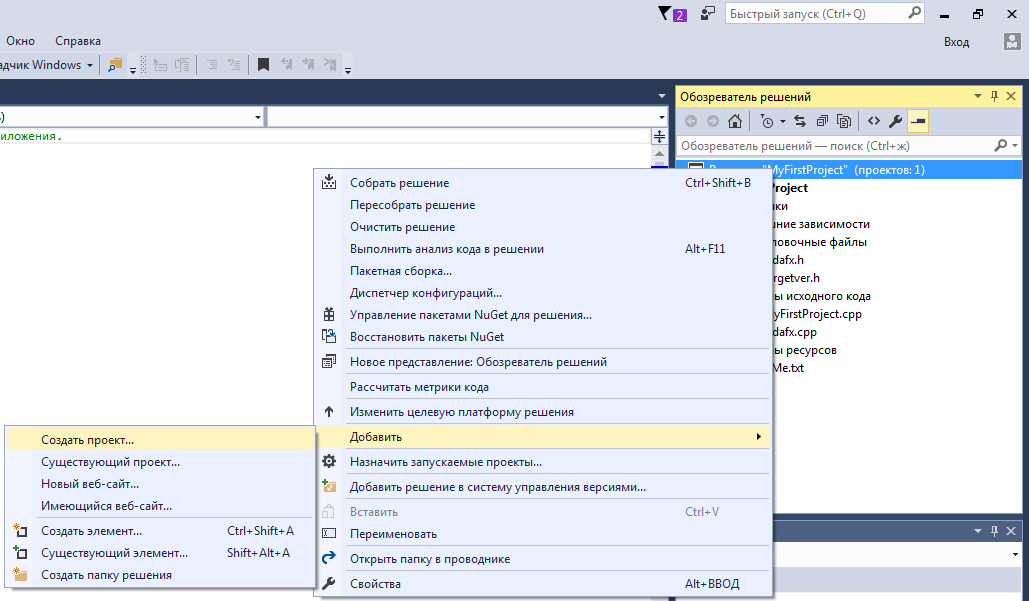 2
Быстрый запуск (Ctrl+Q)
Окно Справка
Вход
адчик Windows
Обозреватель решений
)
иложения.
Обозреватель решений — поиск (Ctrl+ж)
"MyFirstProject" (проектов: 1)
Project
лки
ние зависимости
ловочные файлы
dafx.h
rgetver.h
ы исходного кода
yFirstProject.cpp
dafx.cpp
ы ресурсов
Me.txt
Собрать решение Ctrl+Shift+B
Пересобрать решение
Очистить решение
Выполнить анализ кода в решении Alt+F11
Пакетная сборка...
Диспетчер конфигураций...
Управление пакетами NuGet для решения...
Восстановить пакеты NuGet
Новое представление: Обозреватель решений
Рассчитать метрики кода
Изменить целевую платформу решения
Добавить
Назначить запускаемые проекты...
Добавить решение в систему управления версиями...
Вставить Ctrl+V
Переименовать
Открыть папку в проводнике
Свойства Alt+ВВОД
Создать проект...
Существующий проект...
Новый веб-сайт...
Имеющийся веб-сайт...
Создать элемент... Ctrl+Shift+A
Существующий элемент... Shift+Alt+A
Создать папку решения